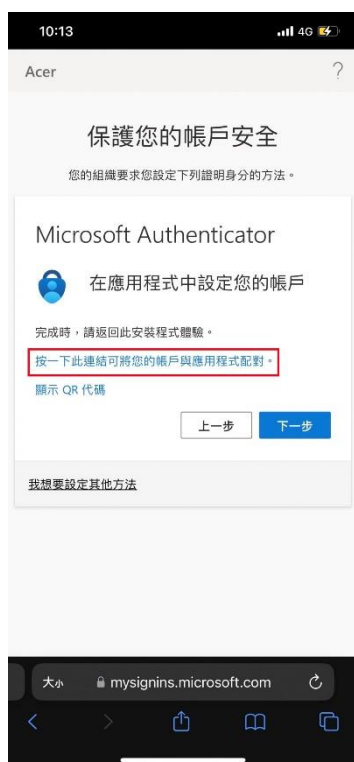 10:13
4G
Acer
?
保護您的帳戶安全
您的組織要求您設定下列證明身分的方法。
Microsoft Authenticator
在應用程式中設定您的帳戶
完成時，請返回此安裝程式體驗。
按一下此連結可將您的帳戶與應用程式配對。
顯示 QR 代碼
上一步
下一步
我想要設定其他方法
大小
mysignins.microsoft.com